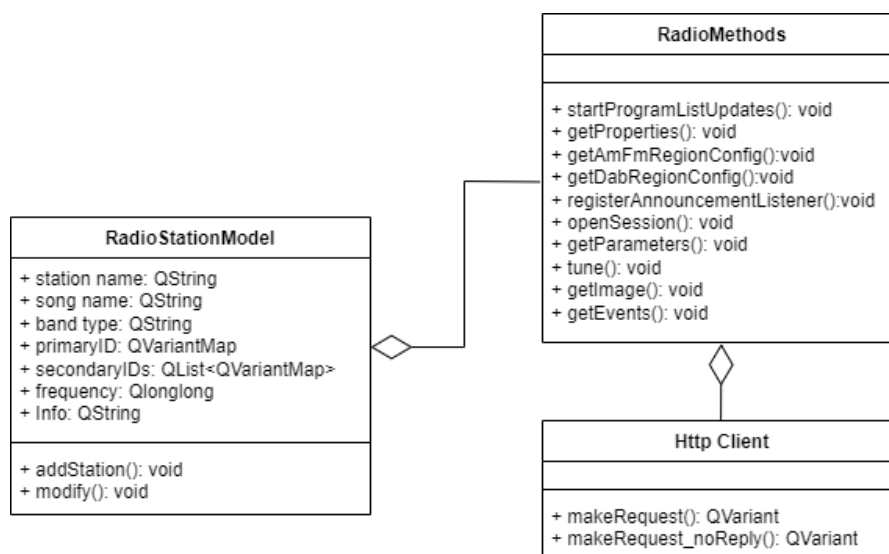 RadioMethods
+ startProgramListUpdates(): void
+ getProperties(): void
+ getAmFmRegionConfig():void
+ getDabRegionConfig():void
+ registerAnnouncementListener():void
+ openSession(): void
+ getParameters(): void
+ tune(): void
+ getImage(): void
+ getEvents(): void
RadioStationModel
+ station name: QString
+ song name: QString
+ band type: QString
+ primaryID: QVariantMap
+ secondaryIDs: QList<QVariantMap>
+ frequency: Qlonglong
+ Info: QString
+ addStation(): void
+ modify(): void
Http Client
+ makeRequest(): QVariant
+ makeRequest_noReply(): QVariant